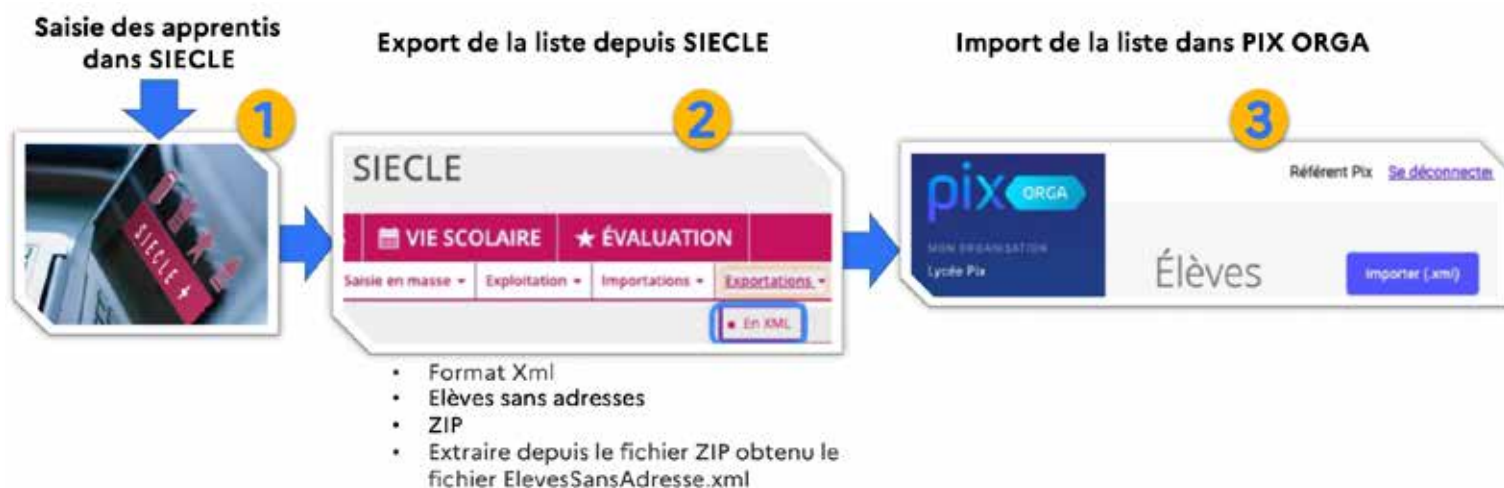 Saisie des apprentis
dans SIECLE
Export de la liste depuis SIECLE
Import de la liste dans PIX ORGA
1
2
3
SIECLE +
SIECLE
VIE SCOLAIRE
ÉVALUATION
Saisie en masse
Exploitation
Importations
Exportations
En XML
pix ORGA
MON ORGANISATION
Lycée Pix
Référent Pix
Se déconnecter
Élèves
Importer (.xml)
• Format Xml
• Elèves sans adresses
• ZIP
• Extraire depuis le fichier ZIP obtenu le
fichier ElevesSansAdresse.xml